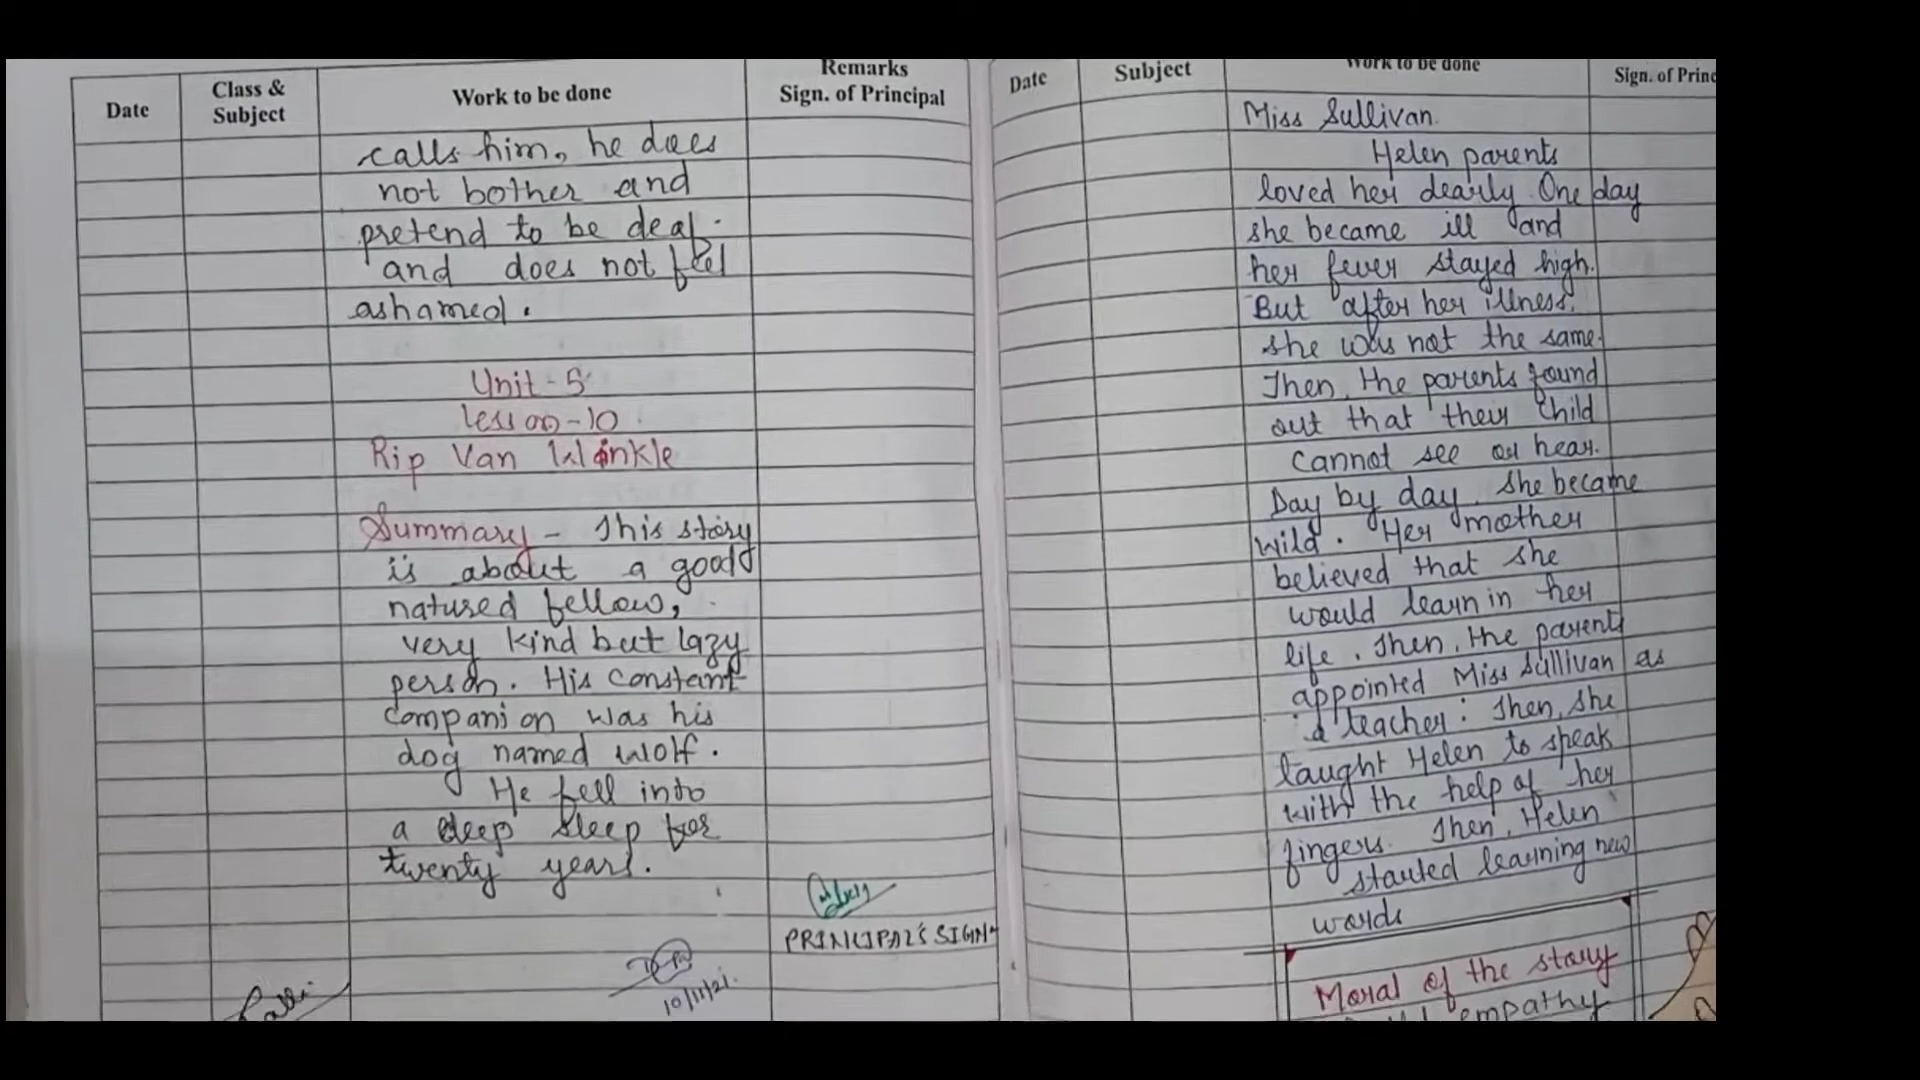 Date
Class & Subject
Work to be done
Remarks
Sign. of Principal
calls him, he does
not bother and
pretend to be deaf.
and does not feel
ashamed.
Unit - 5
Lesson - 10
Rip Van Winkle
Summary - This story
is about a good
natured fellow,
very kind but lazy
person. His constant
companion was his
dog named wolf.
He fell into
a deep sleep for
twenty years.
PRINCIPAL'S SIGN
10/11/21.
Date
Subject
Work to be done
Sign. of Princ
Miss Sullivan.
Helen parents
loved her dearly. One day
she became ill and
her fever stayed high.
But after her illness,
she was not the same.
Then, the parents found
out that their child
cannot see or hear.
Day by day, she became
wild. Her mother
believed that she
would learn in her
life. Then, the parents
appointed Miss Sullivan as
a teacher. Then, she
taught Helen to speak
with the help of her
fingers. Then, Helen
started learning new
words
Moral of the story
empathy